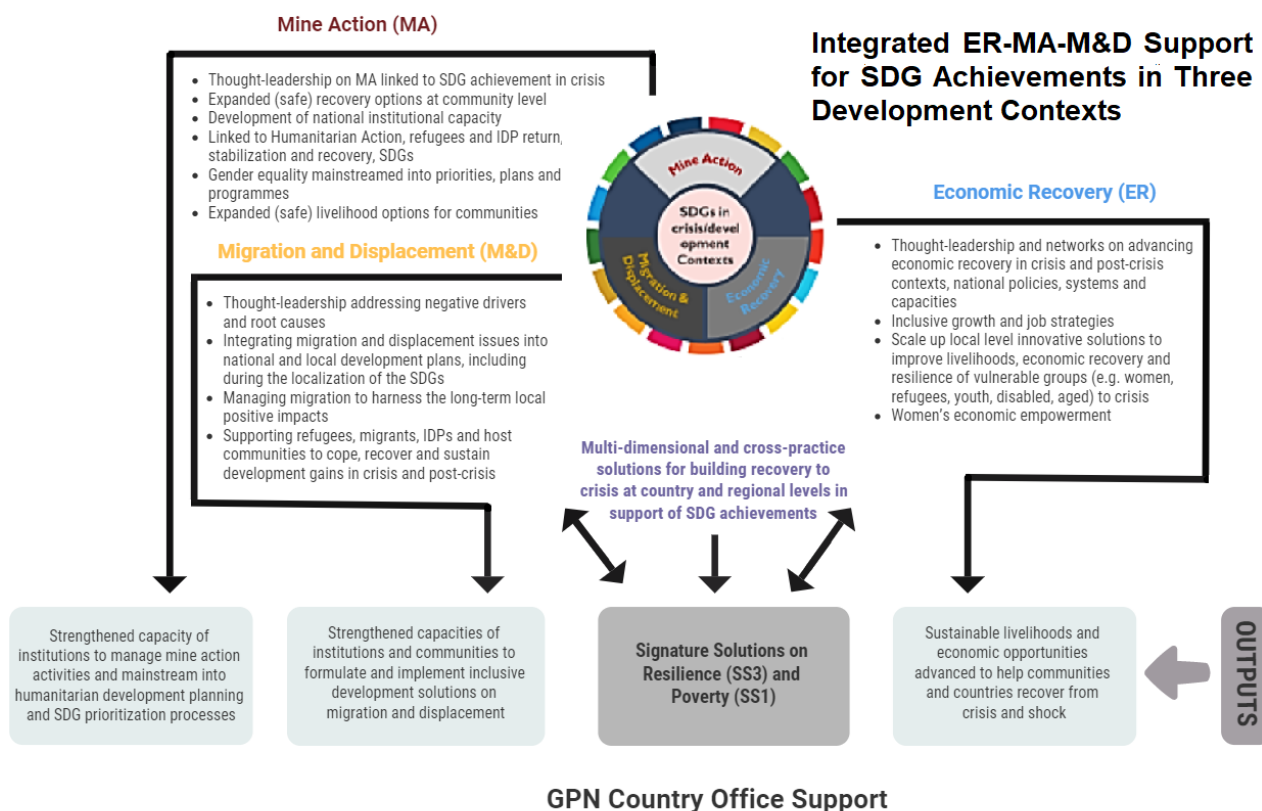 Mine Action (MA)
Integrated ER-MA-M&D Support
for SDG Achievements in Three
Development Contexts
• Thought-leadership on MA linked to SDG achievement in crisis
• Expanded (safe) recovery options at community level
• Development of national institutional capacity
• Linked to Humanitarian Action, refugees and IDP return,
stabilization and recovery, SDGs
• Gender equality mainstreamed into priorities, plans and
programmes
• Expanded (safe) livelihood options for communities
Mine Action
SDGs in
crisis/devel
opment
Contexts
Migration &
Displacement
Economic
Recovery
Economic Recovery (ER)
• Thought-leadership and networks on advancing
economic recovery in crisis and post-crisis
contexts, national policies, systems and
capacities
• Inclusive growth and job strategies
• Scale up local level innovative solutions to
improve livelihoods, economic recovery and
resilience of vulnerable groups (e.g. women,
refugees, youth, disabled, aged) to crisis
• Women's economic empowerment
Migration and Displacement (M&D)
• Thought-leadership addressing negative drivers
and root causes
• Integrating migration and displacement issues into
national and local development plans, including
during the localization of the SDGs
• Managing migration to harness the long-term local
positive impacts
• Supporting refugees, migrants, IDPs and host
communities to cope, recover and sustain
development gains in crisis and post-crisis
Multi-dimensional and cross-practice
solutions for building recovery to
crisis at country and regional levels in
support of SDG achievements
Strengthened capacity of
institutions to manage mine action
activities and mainstream into
humanitarian development planning
and SDG prioritization processes
Strengthened capacities of
institutions and communities to
formulate and implement inclusive
development solutions on
migration and displacement
Signature Solutions on
Resilience (SS3) and
Poverty (SS1)
Sustainable livelihoods and
economic opportunities
advanced to help communities
and countries recover from
crisis and shock
OUTPUTS
GPN Country Office Support